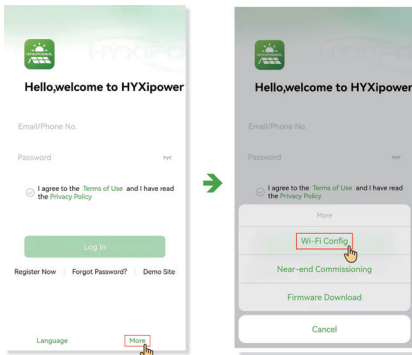 HYXIPOWER
Hello,welcome to HYXipower
Email/Phone No.
Password
I agree to the Terms of Use and I have read
the Privacy Policy
Log In
Register Now
Forgot Password?
Demo Site
Language
More
HYXIPOWER
Hello,welcome to HYXipower
Email/Phone No.
Password
I agree to the Terms of Use and I have read
the Privacy Policy
More
Wi-Fi Config
Near-end Commissioning
Firmware Download
Cancel